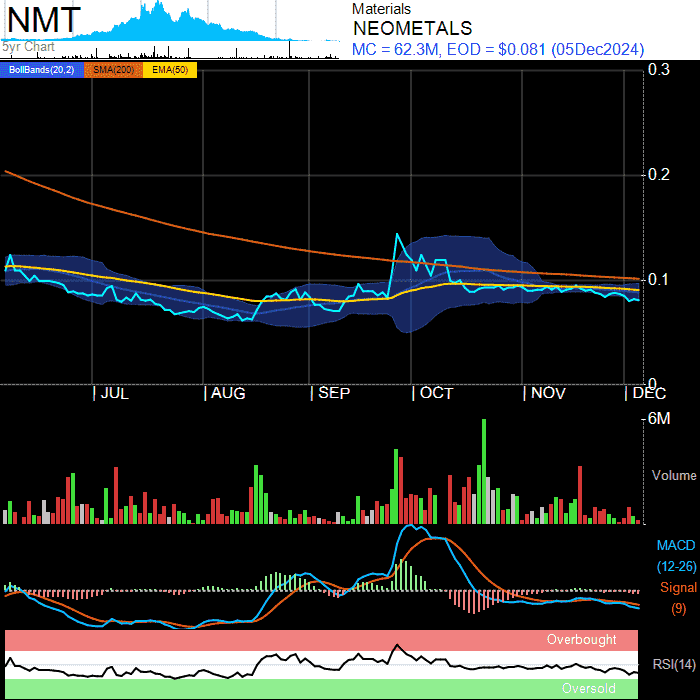 NMT
5yr Chart
Materials
NEOMETALS
MC = 62.3M, EOD = $0.081 (05Dec2024)
BollBands(20,2) SMA(200) EMA(50)
0.3
0.2
0.1
0
JUL AUG SEP OCT NOV DEC
6M
Volume
MACD
(12-26)
Signal
(9)
Overbought
RSI(14)
Oversold